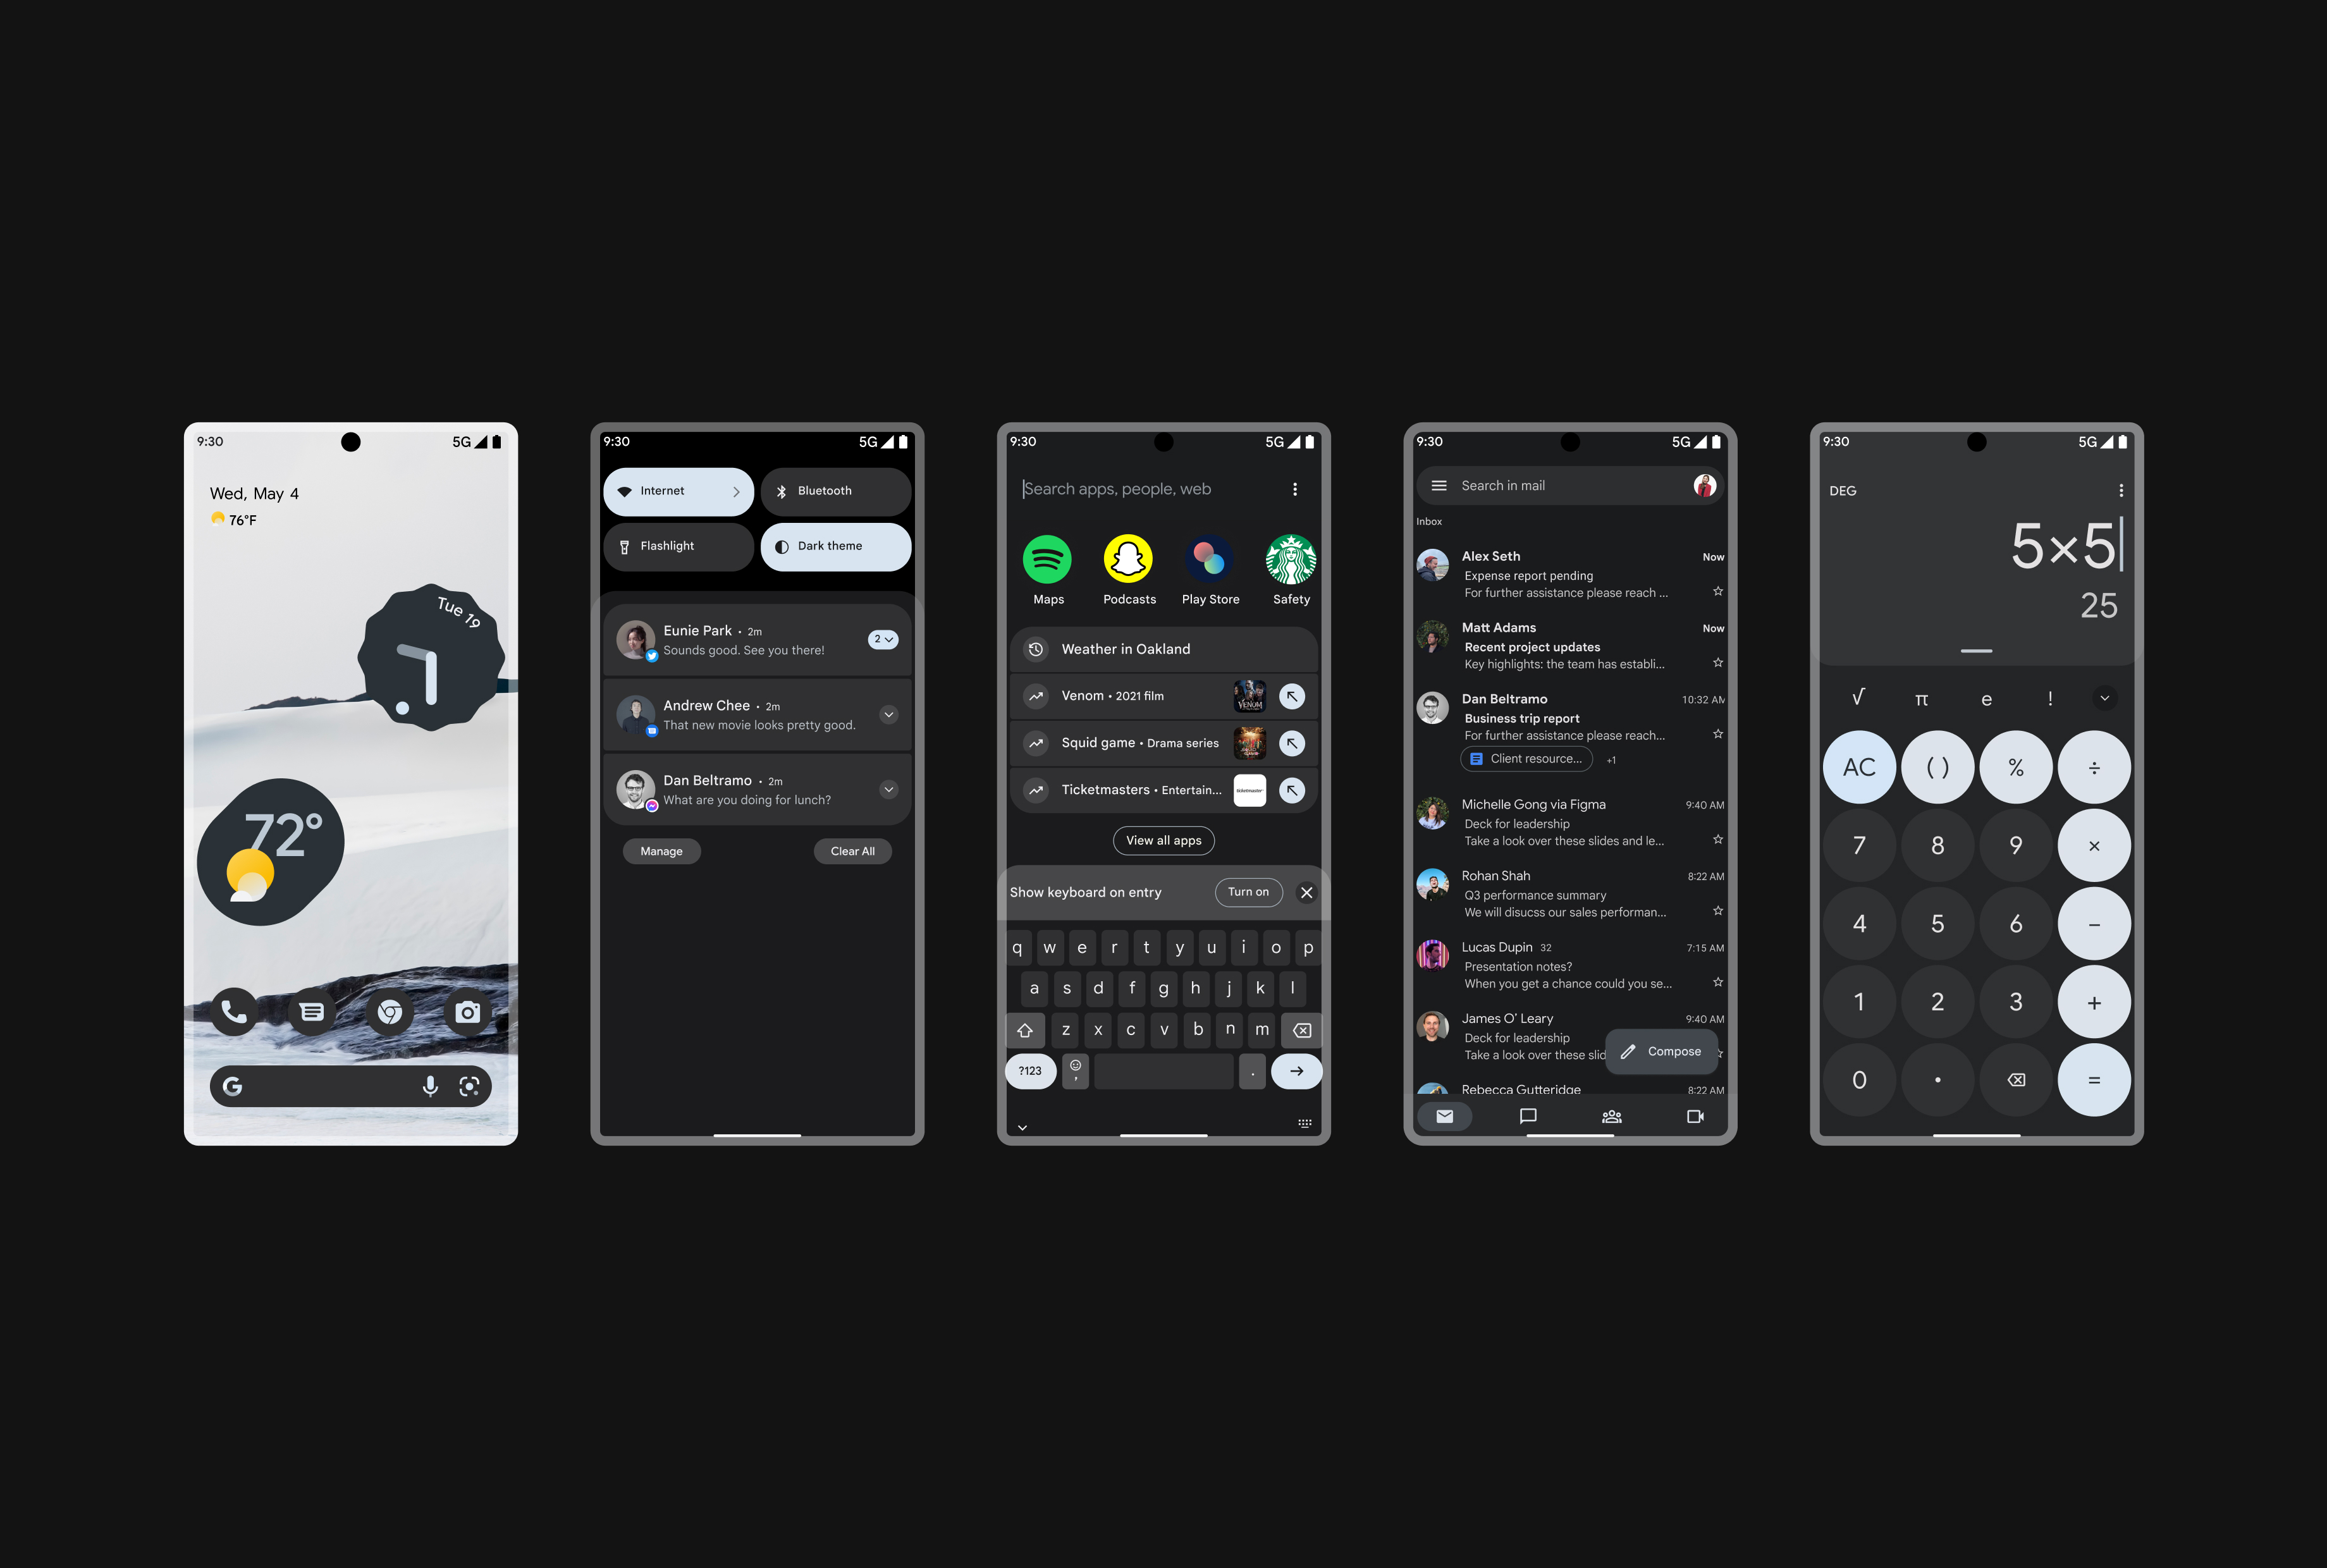 9:30
5G
Wed, May 4
76°F
Tue 19
72°
G
9:30
5G
Internet
Bluetooth
Flashlight
Dark theme
Eunie Park • 2m
Sounds good. See you there!
2
Andrew Chee • 2m
That new movie looks pretty good.
Dan Beltramo • 2m
What are you doing for lunch?
Manage
Clear All
9:30
5G
Search apps, people, web
Maps
Podcasts
Play Store
Safety
Weather in Oakland
Venom • 2021 film
VENOM
Squid game • Drama series
Ticketmasters • Entertain...
ticketmaster
View all apps
Show keyboard on entry
Turn on
q w e r t y u i o p
a s d f g h j k l
z x c v b n m
?123
,
.
9:30
5G
Search in mail
Inbox
Alex Seth
Now
Expense report pending
For further assistance please reach ...
Matt Adams
Now
Recent project updates
Key highlights: the team has establi...
Dan Beltramo
10:32 AM
Business trip report
For further assistance please reach...
Client resource...
+1
Michelle Gong via Figma
9:40 AM
Deck for leadership
Take a look over these slides and le...
Rohan Shah
8:22 AM
Q3 performance summary
We will disucss our sales performan...
Lucas Dupin 32
7:15 AM
Presentation notes?
When you get a chance could you se...
James O' Leary
9:40 AM
Deck for leadership
Take a look over these slid
Compose
Rebecca Gutteridge
8:22 AM
9:30
5G
DEG
5×5
25
√ π e !
AC ( ) % ÷
7 8 9 ×
4 5 6 −
1 2 3 +
0 • =